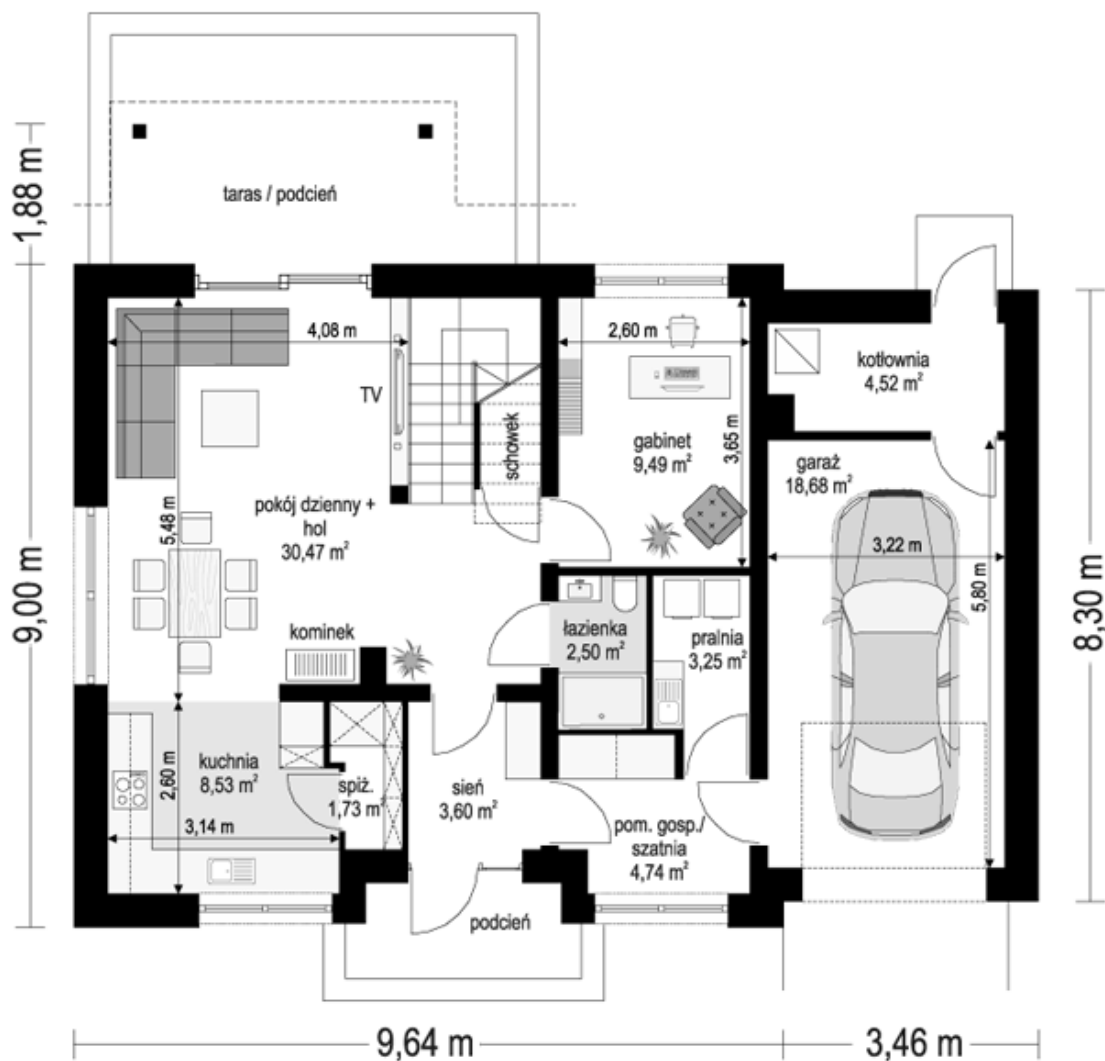 1,88 m
taras / podcień
9,00 m
4,08 m
TV
schowek
2,60 m
gabinet
9,49 m²
3,65 m
kotłownia
4,52 m²
garaż
18,68 m²
3,22 m
5,80 m
8,30 m
5,48 m
pokój dzienny +
hol
30,47 m²
kominek
łazienka
2,50 m²
pralnia
3,25 m²
kuchnia
8,53 m²
2,60 m
3,14 m
spiż.
1,73 m²
sień
3,60 m²
pom. gosp./
szatnia
4,74 m²
podcień
9,64 m
3,46 m